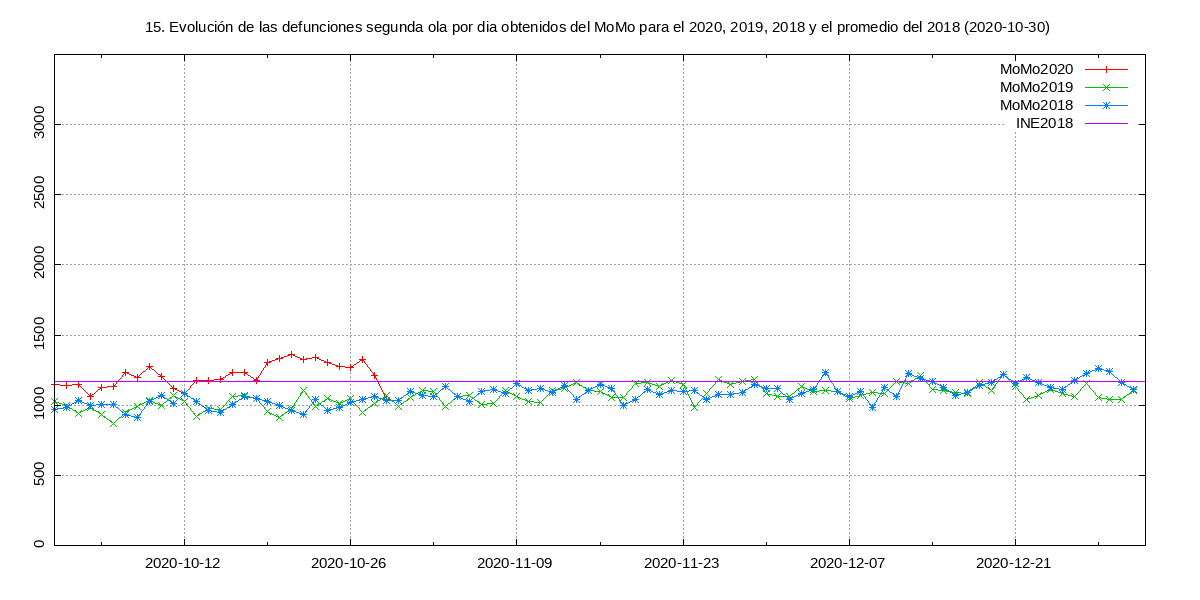 15. Evolución de las defunciones segunda ola por dia obtenidos del MoMo para el 2020, 2019, 2018 y el promedio del 2018 (2020-10-30)
MoMo2020
MoMo2019
MoMo2018
INE2018
3000
2500
2000
1500
1000
500
0
2020-10-12 2020-10-26 2020-11-09 2020-11-23 2020-12-07 2020-12-21